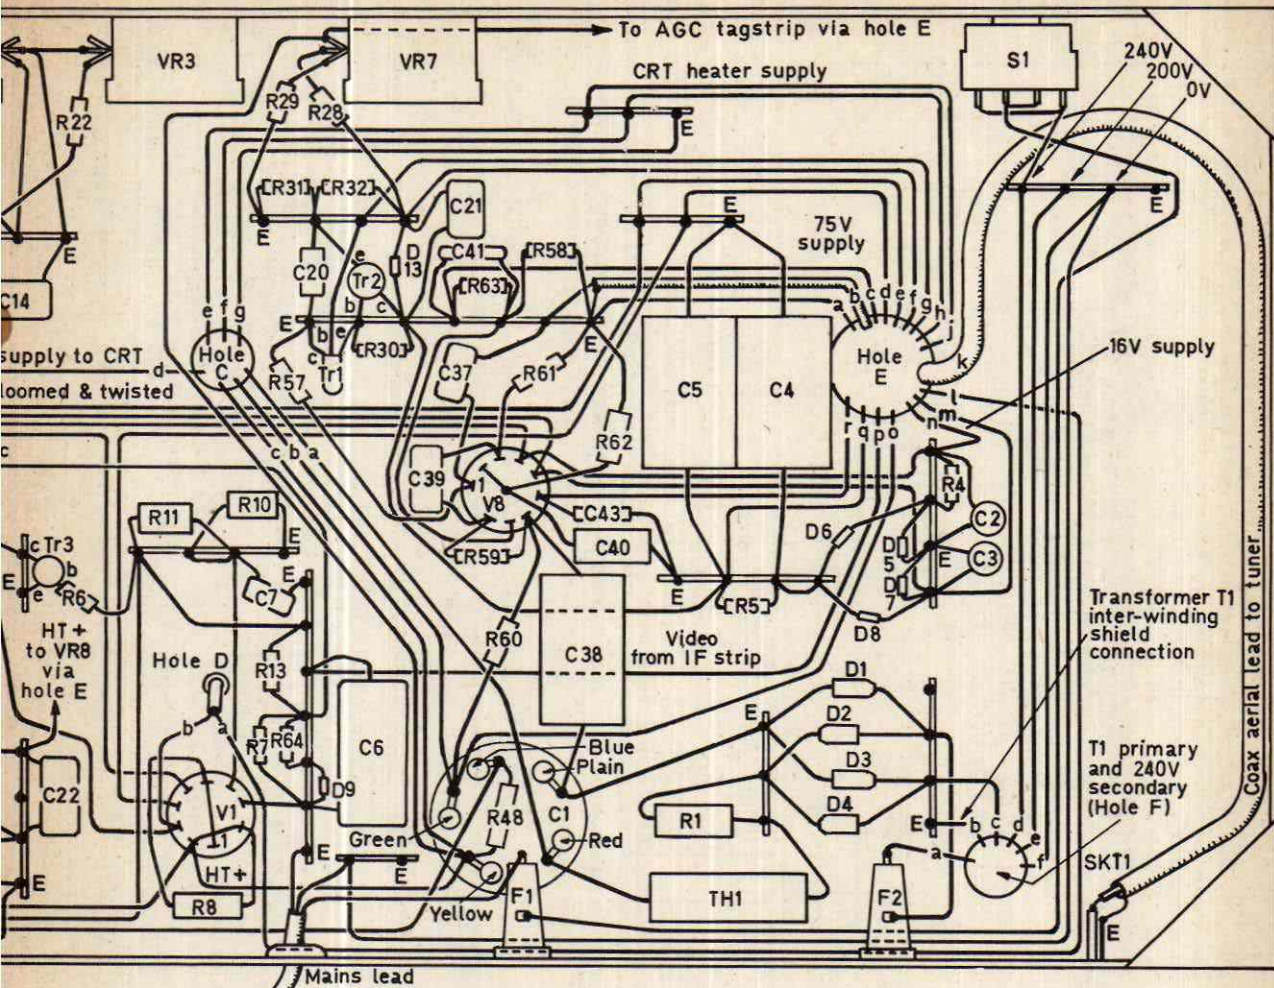 To AGC tagstrip via hole E
VR3
VR7
S1
240V
200V
0V
CRT heater supply
R22
R29
R28
E
R31
R32
C21
E
E
E
E
75V
supply
C20
e
Tr2
D
13
C41
R58
R63
C14
b
c
e f g
E
b
e
c
Tr1
R30
E
a b c d e f g h j
supply to CRT
d
Hole
C
Hole
E
k
16V supply
loomed & twisted
R57
C37
R61
C5
C4
l
m
n
R62
r q p o
c
c b a
C39
1
V8
R4
R11
R10
C43
C2
D6
R59
C40
D
5
E
C3
c Tr3
b
E
e
R6
E
C7
E
E
R5
D
7
D8
HT+
to VR8
via
hole E
Hole D
R13
R60
C38
Video
from IF strip
Transformer T1
inter-winding
shield
connection
D1
b
a
R7
R64
C6
E
D2
Blue
Plain
D3
T1 primary
and 240V
secondary
(Hole F)
C22
V1
1
D9
R48
C1
D4
R1
E
b
c
d
e
f
a
Green
Red
E
E
HT+
E
SKT1
R8
Yellow
F1
TH1
F2
E
Mains lead
Coax aerial lead to tuner